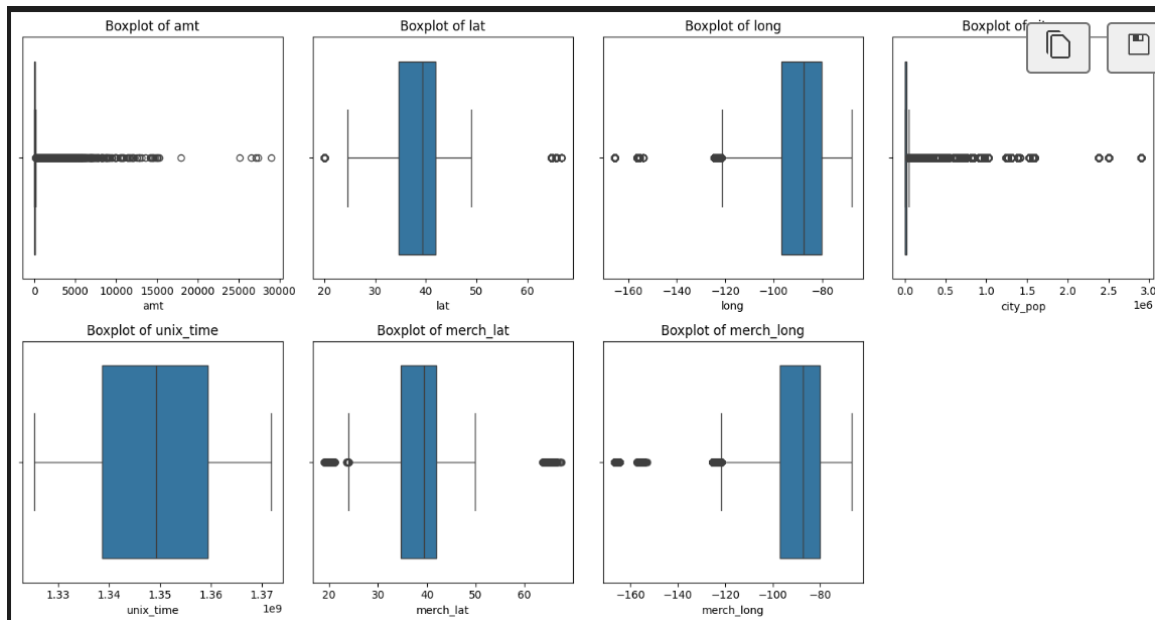 Boxplot of amt
0 5000 10000 15000 20000 25000 30000
amt
Boxplot of lat
20 30 40 50 60
lat
Boxplot of long
−160 −140 −120 −100 −80
long
Boxplot of
0.0 0.5 1.0 1.5 2.0 2.5 3.0
1e6
city_pop
Boxplot of unix_time
1.33 1.34 1.35 1.36 1.37
1e9
unix_time
Boxplot of merch_lat
20 30 40 50 60
merch_lat
Boxplot of merch_long
−160 −140 −120 −100 −80
merch_long